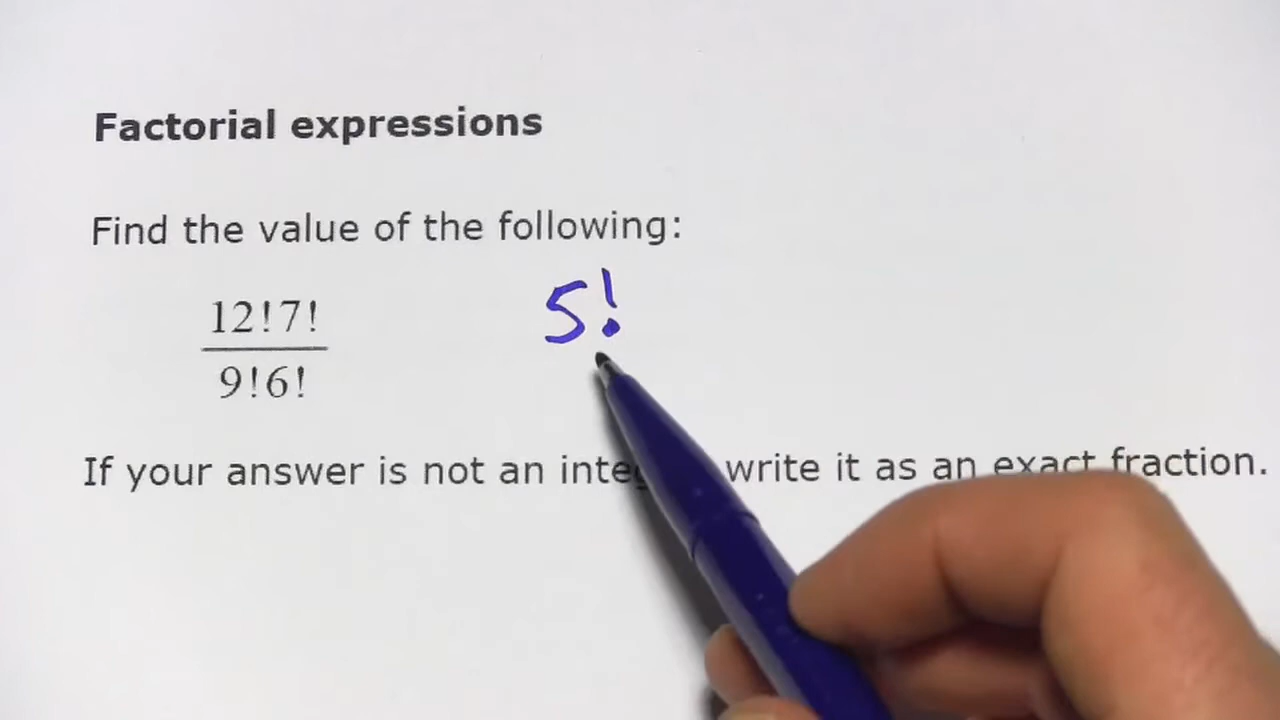 Factorial expressions
Find the value of the following:
12!7!
9!6!
5!
If your answer is not an write it as an exact fraction.